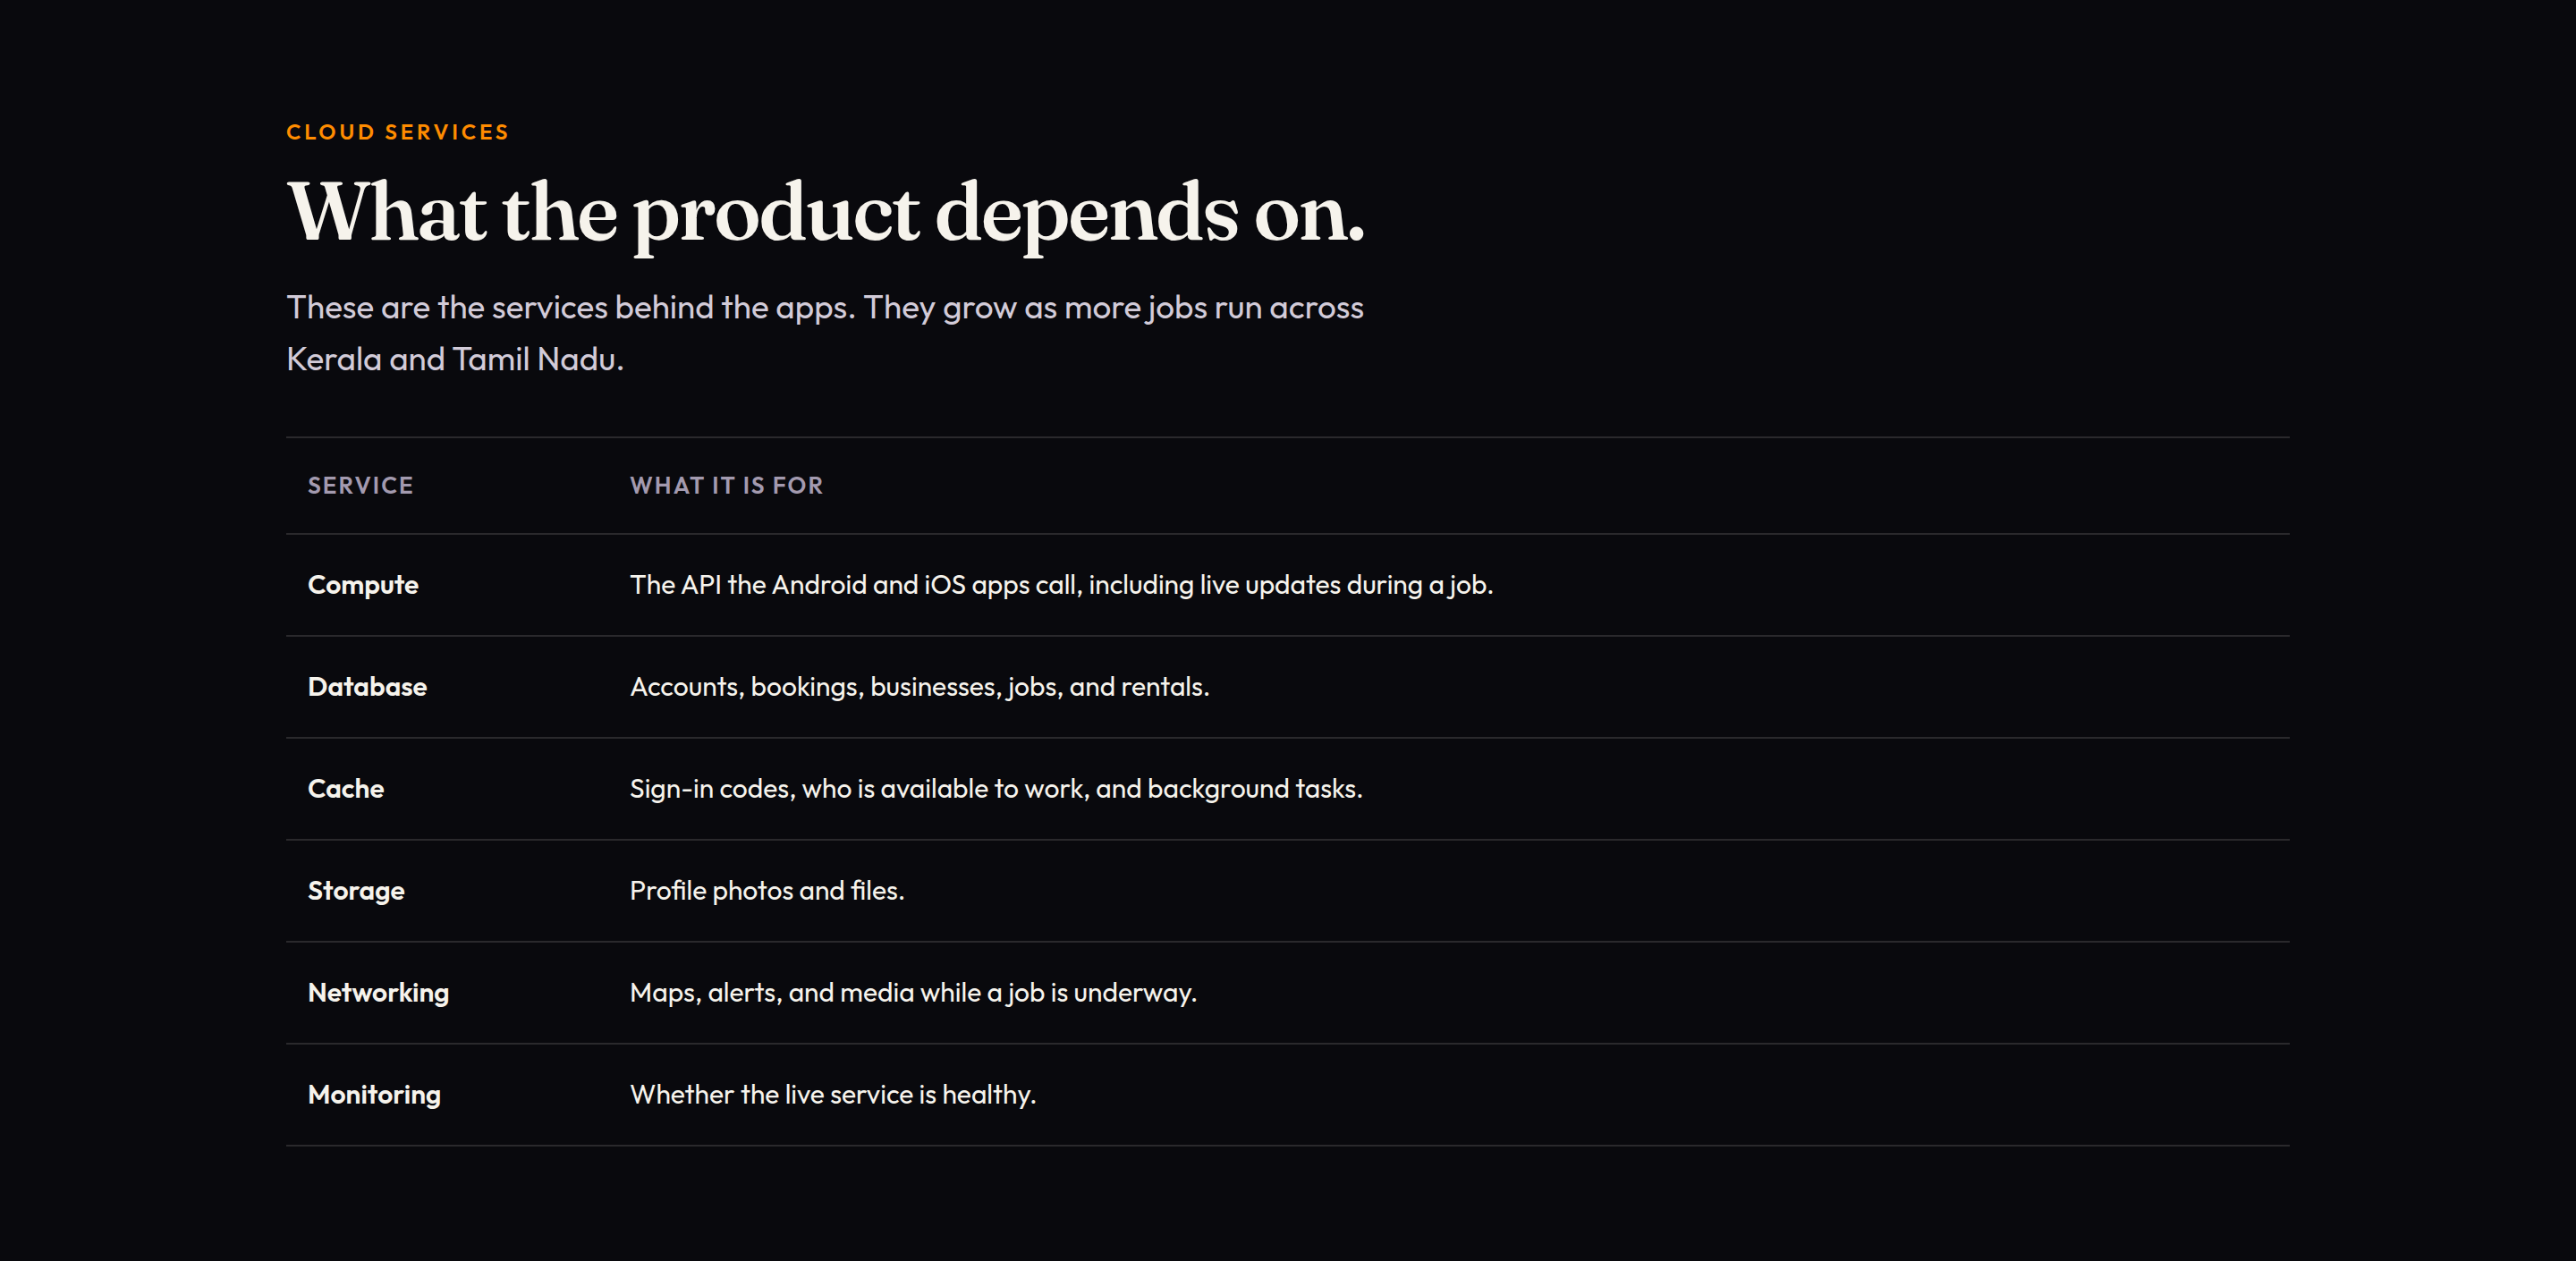 CLOUD SERVICES
What the product depends on.
These are the services behind the apps. They grow as more jobs run across
Kerala and Tamil Nadu.
SERVICE WHAT IT IS FOR
Compute The API the Android and iOS apps call, including live updates during a job.
Database Accounts, bookings, businesses, jobs, and rentals.
Cache Sign-in codes, who is available to work, and background tasks.
Storage Profile photos and files.
Networking Maps, alerts, and media while a job is underway.
Monitoring Whether the live service is healthy.